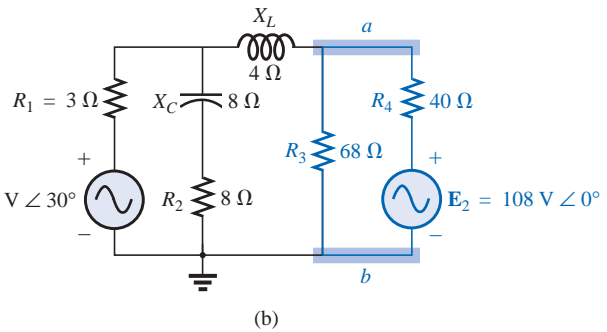 X_L
a
4 Ω
R_1 = 3 Ω
X_C
8 Ω
R_4
40 Ω
R_3
68 Ω
+
+
V ∠ 30°
R_2
8 Ω
E_2 = 108 V ∠ 0°
–
–
b
(b)